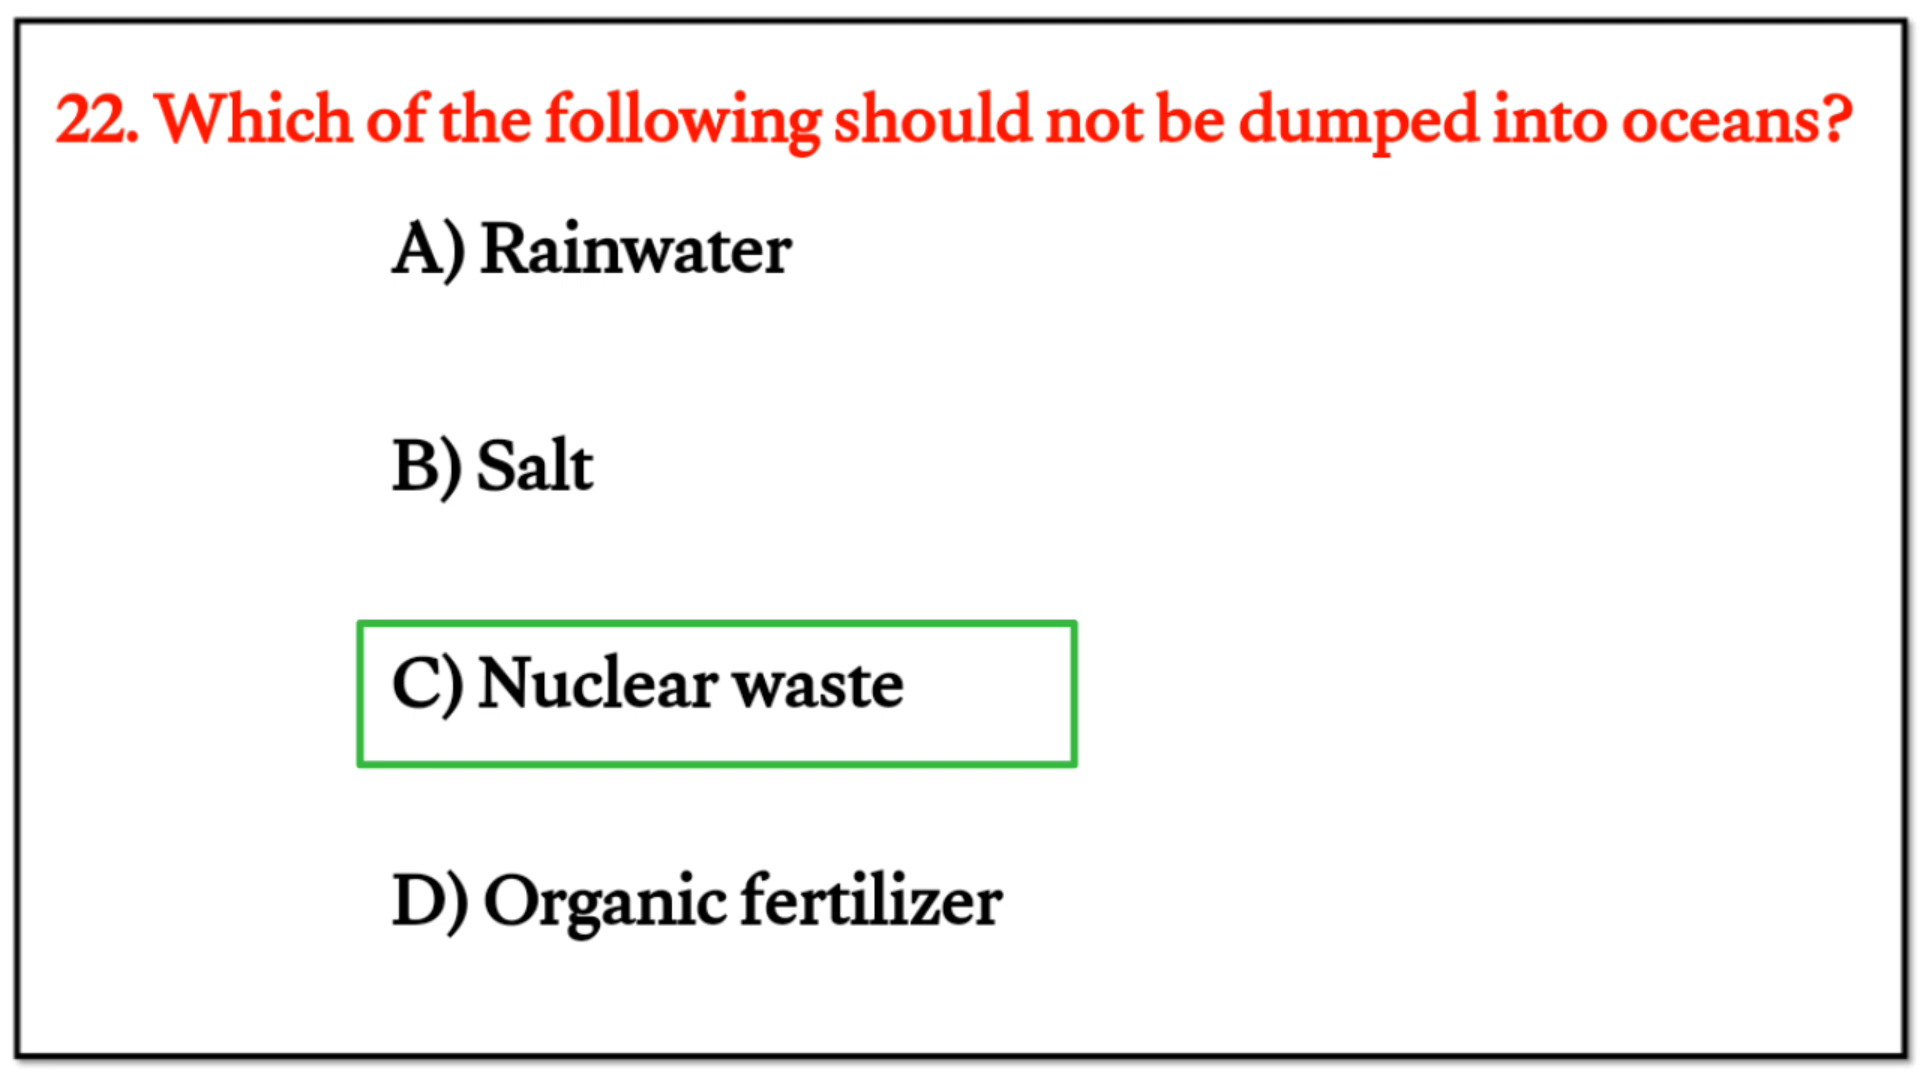 22. Which of the following should not be dumped into oceans?
A) Rainwater
B) Salt
C) Nuclear waste
D) Organic fertilizer